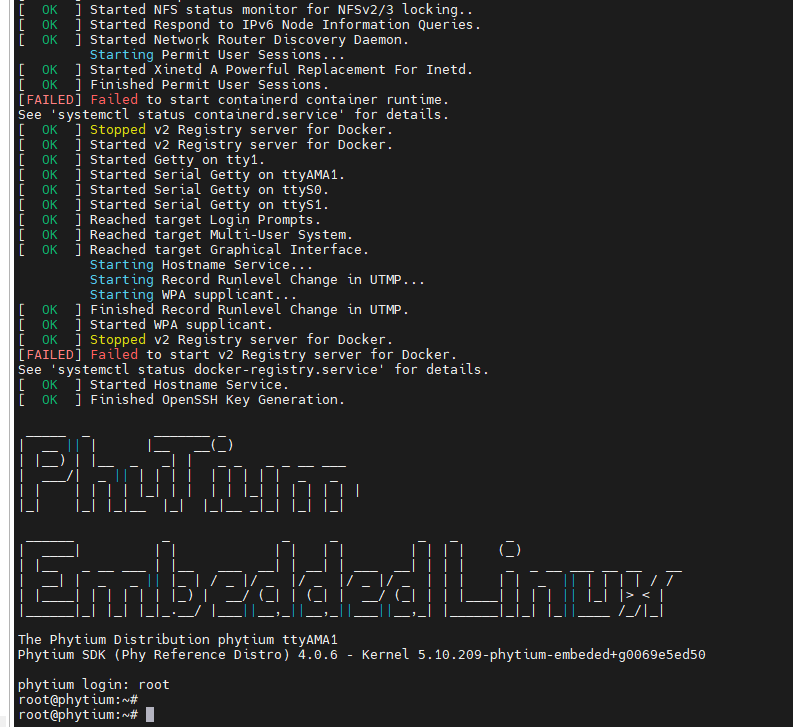 [  OK  ] Started NFS status monitor for NFSv2/3 locking..
[  OK  ] Started Respond to IPv6 Node Information Queries.
[  OK  ] Started Network Router Discovery Daemon.
         Starting Permit User Sessions...
[  OK  ] Started Xinetd A Powerful Replacement For Inetd.
[  OK  ] Finished Permit User Sessions.
[FAILED] Failed to start containerd container runtime.
See 'systemctl status containerd.service' for details.
[  OK  ] Stopped v2 Registry server for Docker.
[  OK  ] Started v2 Registry server for Docker.
[  OK  ] Started Getty on tty1.
[  OK  ] Started Serial Getty on ttyAMA1.
[  OK  ] Started Serial Getty on ttyS0.
[  OK  ] Started Serial Getty on ttyS1.
[  OK  ] Reached target Login Prompts.
[  OK  ] Reached target Multi-User System.
[  OK  ] Reached target Graphical Interface.
         Starting Hostname Service...
         Starting Record Runlevel Change in UTMP...
         Starting WPA supplicant...
[  OK  ] Finished Record Runlevel Change in UTMP.
[  OK  ] Started WPA supplicant.
[  OK  ] Stopped v2 Registry server for Docker.
[FAILED] Failed to start v2 Registry server for Docker.
See 'systemctl status docker-registry.service' for details.
[  OK  ] Started Hostname Service.
[  OK  ] Finished OpenSSH Key Generation.
PhyTium
Embedded Linux
The Phytium Distribution phytium ttyAMA1
Phytium SDK (Phy Reference Distro) 4.0.6 - Kernel 5.10.209-phytium-embeded+g0069e5ed50
phytium login: root
root@phytium:~#
root@phytium:~#